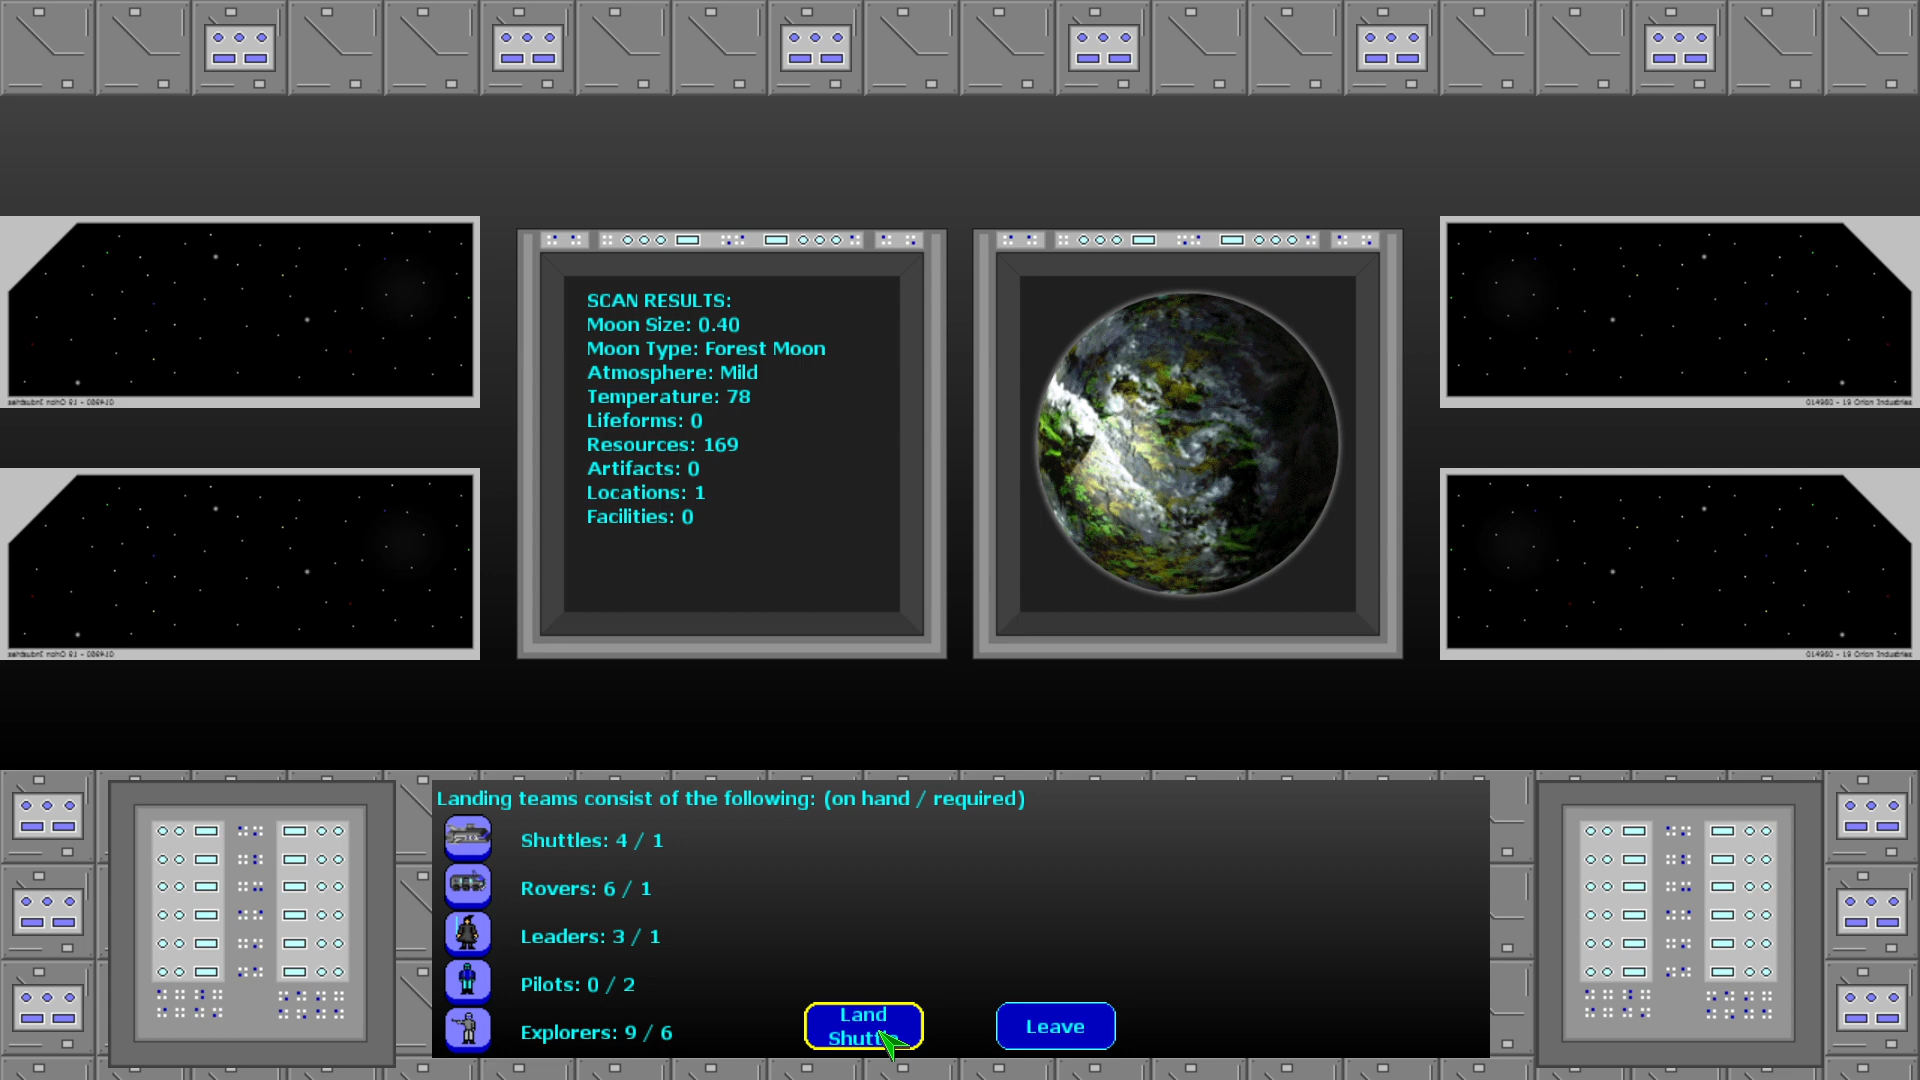 SCAN RESULTS:
Moon Size: 0.40
Moon Type: Forest Moon
Atmosphere: Mild
Temperature: 78
Lifeforms: 0
Resources: 169
Artifacts: 0
Locations: 1
Facilities: 0
Landing teams consist of the following: (on hand / required)
Shuttles: 4 / 1
Rovers: 6 / 1
Leaders: 3 / 1
Pilots: 0 / 2
Explorers: 9 / 6
Land
Leave